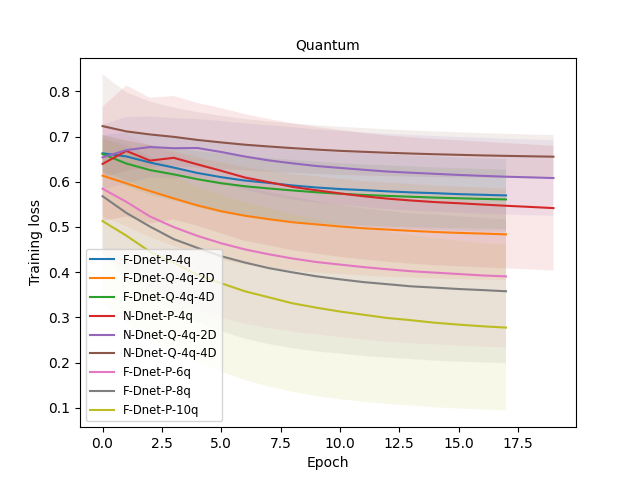 Quantum
Training loss
0.8
0.7
0.6
0.5
0.4
0.3
0.2
0.1
F-Dnet-P-4q
F-Dnet-Q-4q-2D
F-Dnet-Q-4q-4D
N-Dnet-P-4q
N-Dnet-Q-4q-2D
N-Dnet-Q-4q-4D
F-Dnet-P-6q
F-Dnet-P-8q
F-Dnet-P-10q
0.0 2.5 5.0 7.5 10.0 12.5 15.0 17.5
Epoch